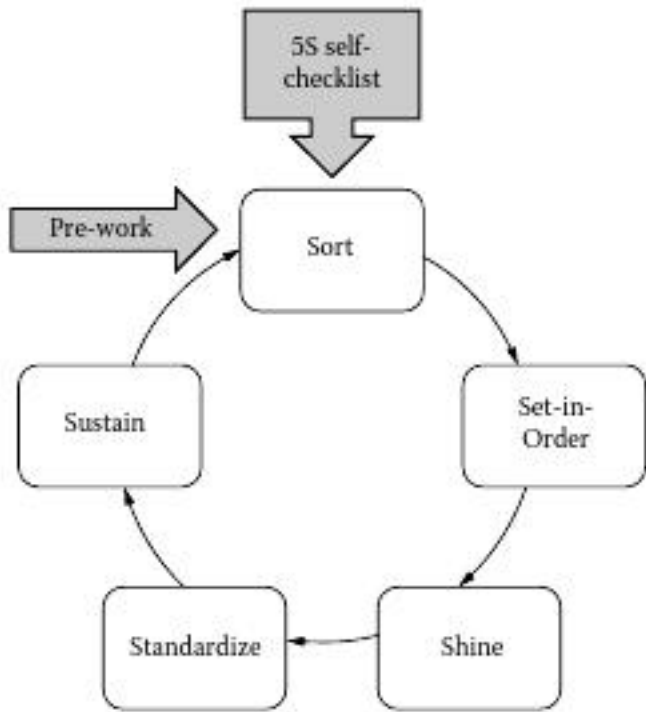 5S self-
checklist
Pre-work
Sort
Set-in-
Order
Shine
Standardize
Sustain